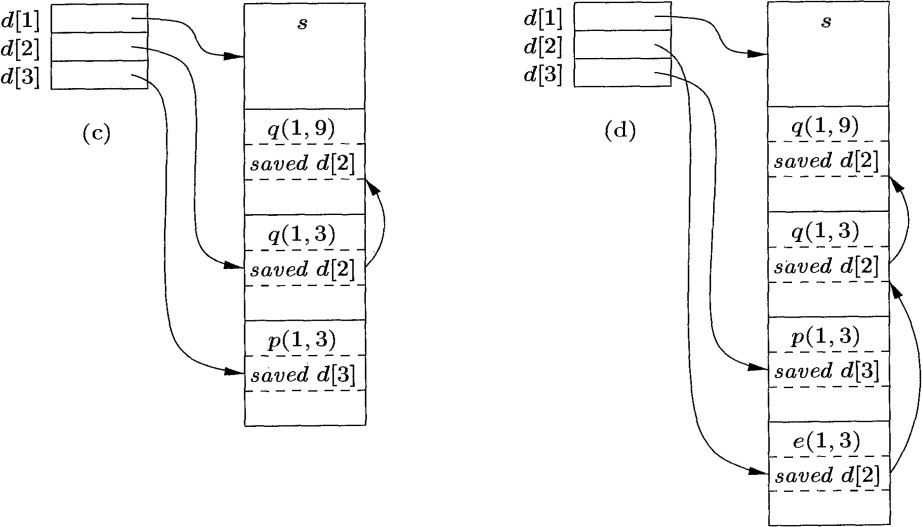 d[1]
d[2]
d[3]
(c)
s
q(1, 9)
saved d[2]
q(1, 3)
saved d[2]
p(1, 3)
saved d[3]
d[1]
d[2]
d[3]
(d)
s
q(1, 9)
saved d[2]
q(1, 3)
saved d[2]
p(1, 3)
saved d[3]
e(1, 3)
saved d[2]